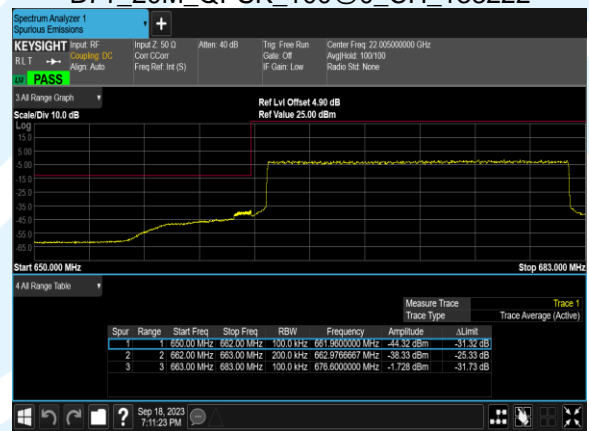 B71_20M_QPSK_100@0_CH_133222
Spectrum Analyzer 1
Spurious Emissions
+
KEYSIGHT Input: RF Input Z: 50 Ω Atten: 40 dB Trig: Free Run Center Freq: 22.005000000 GHz
RLT Coupling: DC Corr CCorr Gate: Off Avg|Hold: 100/100
Align: Auto Freq Ref: Int (S) IF Gain: Low Radio Std: None
PASS
3 All Range Graph
Ref Lvl Offset 4.90 dB
Scale/Div 10.0 dB Ref Value 25.00 dBm
Log
15.0
5.00
-5.00
-15.0
-25.0
-35.0
-45.0
-55.0
-65.0
Start 650.000 MHz Stop 683.000 MHz
4 All Range Table
Measure Trace Trace 1
Trace Type Trace Average (Active)
Spur Range Start Freq Stop Freq RBW Frequency Amplitude ΔLimit
1 1 650.00 MHz 662.00 MHz 100.0 kHz 661.9600000 MHz -44.32 dBm -31.32 dB
2 2 662.00 MHz 663.00 MHz 200.0 kHz 662.9766667 MHz -38.33 dBm -25.33 dB
3 3 663.00 MHz 683.00 MHz 100.0 kHz 676.6000000 MHz -1.728 dBm -31.73 dB
? Sep 18, 2023
7:11:23 PM